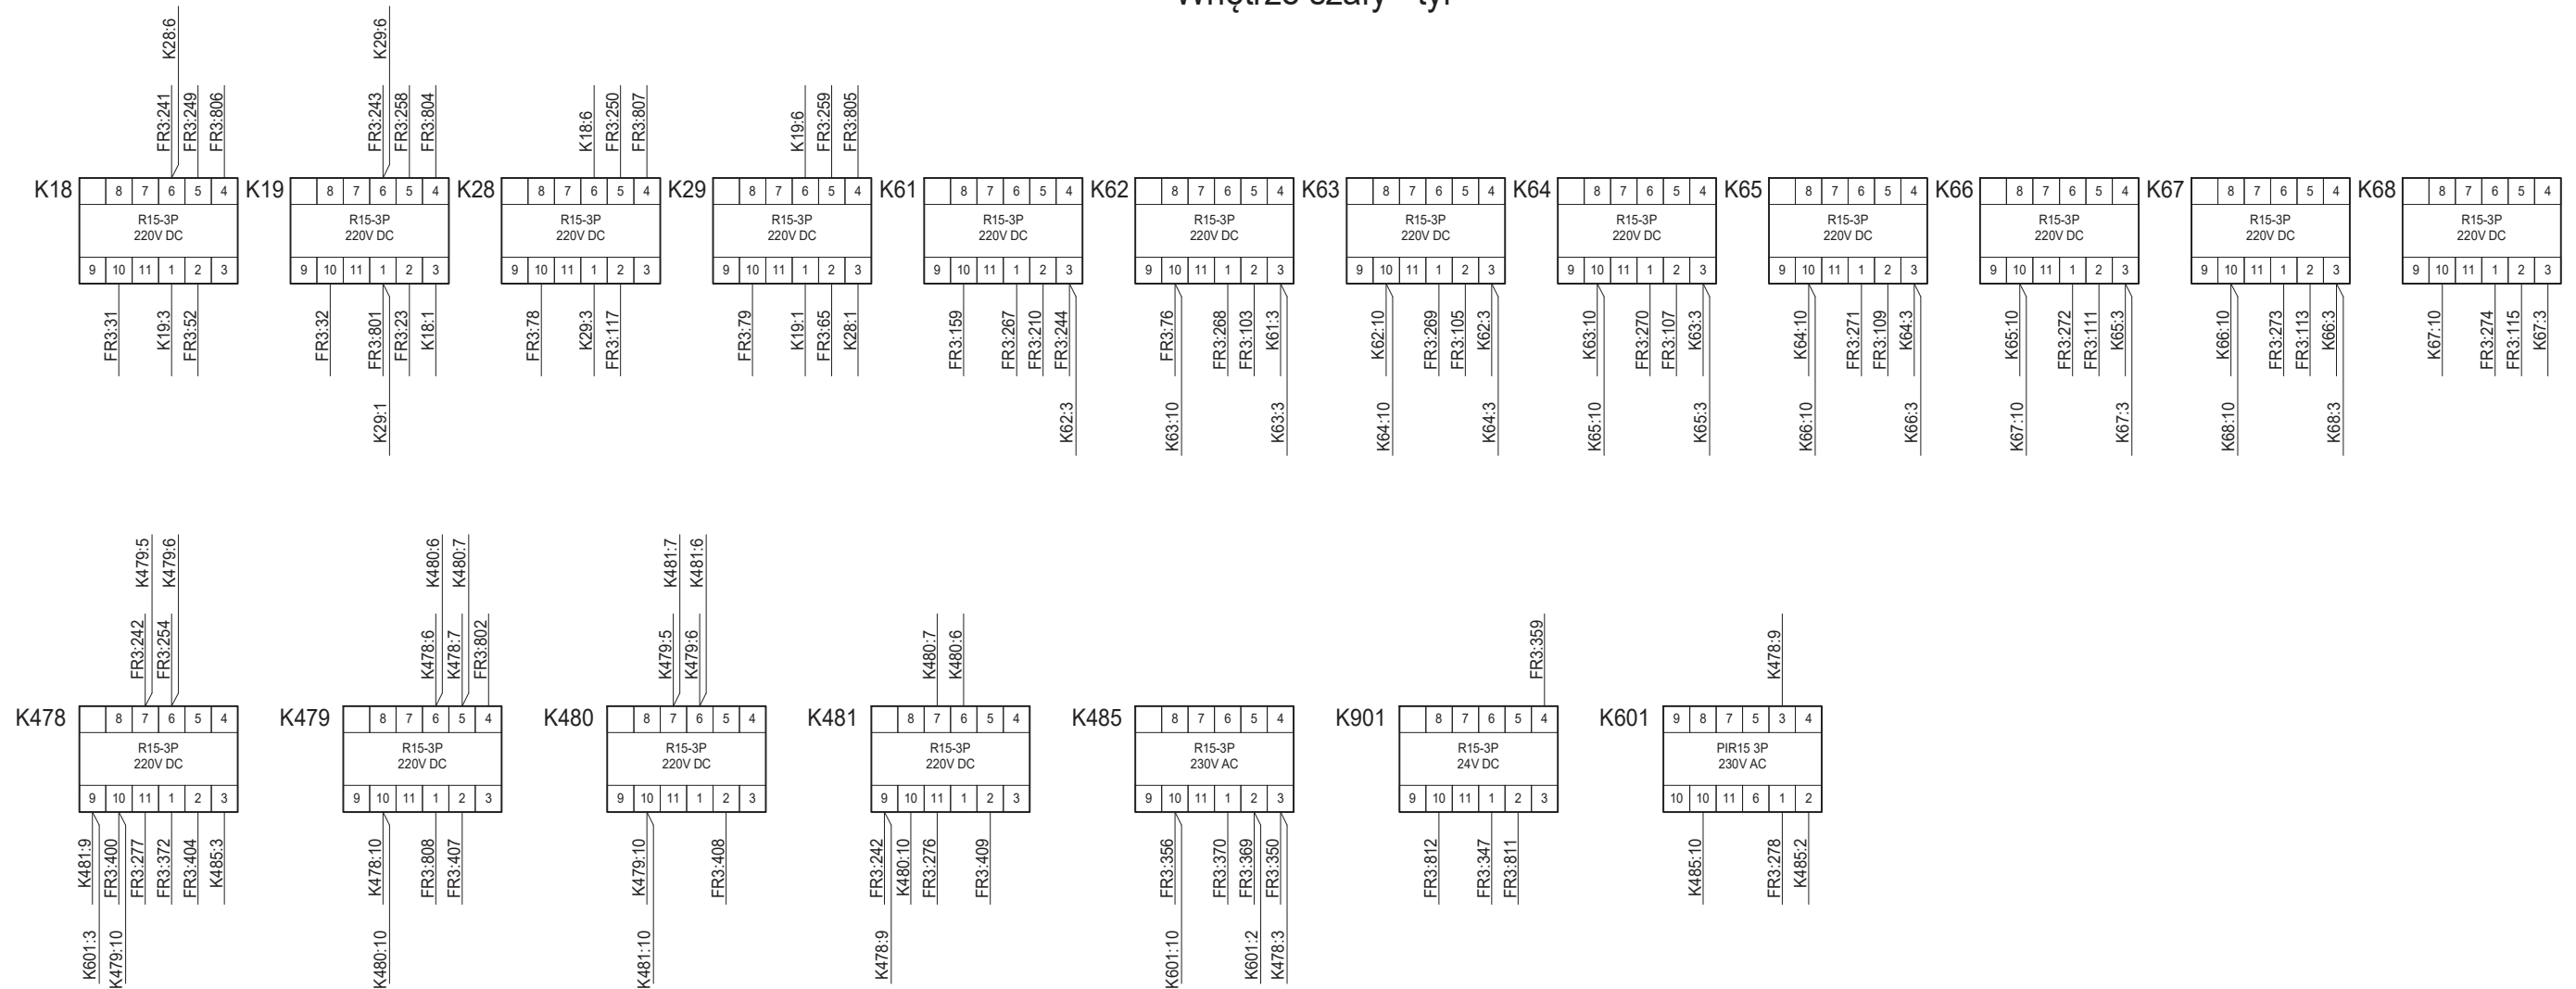 Wnętrze szafy - tył
K28:6 K29:6
FR3:241 FR3:249 FR3:806 FR3:243 FR3:258 FR3:804 K18:6 FR3:250 FR3:807 K19:6 FR3:259 FR3:805
K18 8 7 6 5 4 K19 8 7 6 5 4 K28 8 7 6 5 4 K29 8 7 6 5 4 K61 8 7 6 5 4 K62 8 7 6 5 4 K63 8 7 6 5 4 K64 8 7 6 5 4 K65 8 7 6 5 4 K66 8 7 6 5 4 K67 8 7 6 5 4 K68 8 7 6 5 4
R15-3P R15-3P R15-3P R15-3P R15-3P R15-3P R15-3P R15-3P R15-3P R15-3P R15-3P R15-3P
220V DC 220V DC 220V DC 220V DC 220V DC 220V DC 220V DC 220V DC 220V DC 220V DC 220V DC 220V DC
9 10 11 1 2 3 9 10 11 1 2 3 9 10 11 1 2 3 9 10 11 1 2 3 9 10 11 1 2 3 9 10 11 1 2 3 9 10 11 1 2 3 9 10 11 1 2 3 9 10 11 1 2 3 9 10 11 1 2 3 9 10 11 1 2 3 9 10 11 1 2 3
FR3:31 K19:3 FR3:52 FR3:32 FR3:801 FR3:23 K18:1 FR3:78 K29:3 FR3:117 FR3:79 K19:1 FR3:65 K28:1 FR3:159 FR3:267 FR3:210 FR3:244 FR3:76 FR3:268 FR3:103 K61:3 K62:10 FR3:269 FR3:105 K62:3 K63:10 FR3:270 FR3:107 K63:3 K64:10 FR3:271 FR3:109 K64:3 K65:10 FR3:272 FR3:111 K65:3 K66:10 FR3:273 FR3:113 K66:3 K67:10 FR3:274 FR3:115 K67:3
K29:1 K62:3 K63:10 K63:3 K64:10 K64:3 K65:10 K65:3 K66:10 K66:3 K67:10 K67:3 K68:10 K68:3
K479:5 K479:6 K480:6 K480:7 K481:7 K481:6
FR3:242 FR3:254 K478:6 K478:7 FR3:802 K479:5 K479:6 K480:7 K480:6 FR3:359 K478:9
K478 8 7 6 5 4 K479 8 7 6 5 4 K480 8 7 6 5 4 K481 8 7 6 5 4 K485 8 7 6 5 4 K901 8 7 6 5 4 K601 9 8 7 5 3 4
R15-3P R15-3P R15-3P R15-3P R15-3P R15-3P PIR15 3P
220V DC 220V DC 220V DC 220V DC 230V AC 24V DC 230V AC
9 10 11 1 2 3 9 10 11 1 2 3 9 10 11 1 2 3 9 10 11 1 2 3 9 10 11 1 2 3 9 10 11 1 2 3 10 10 11 6 1 2
K481:9 FR3:400 FR3:277 FR3:372 FR3:404 K485:3 K478:10 FR3:808 FR3:407 K479:10 FR3:408 FR3:242 K480:10 FR3:276 FR3:409 FR3:356 FR3:370 FR3:369 FR3:350 FR3:812 FR3:347 FR3:811 K485:10 FR3:278 K485:2
K601:3 K479:10 K480:10 K481:10 K478:9 K601:10 K601:2 K478:3